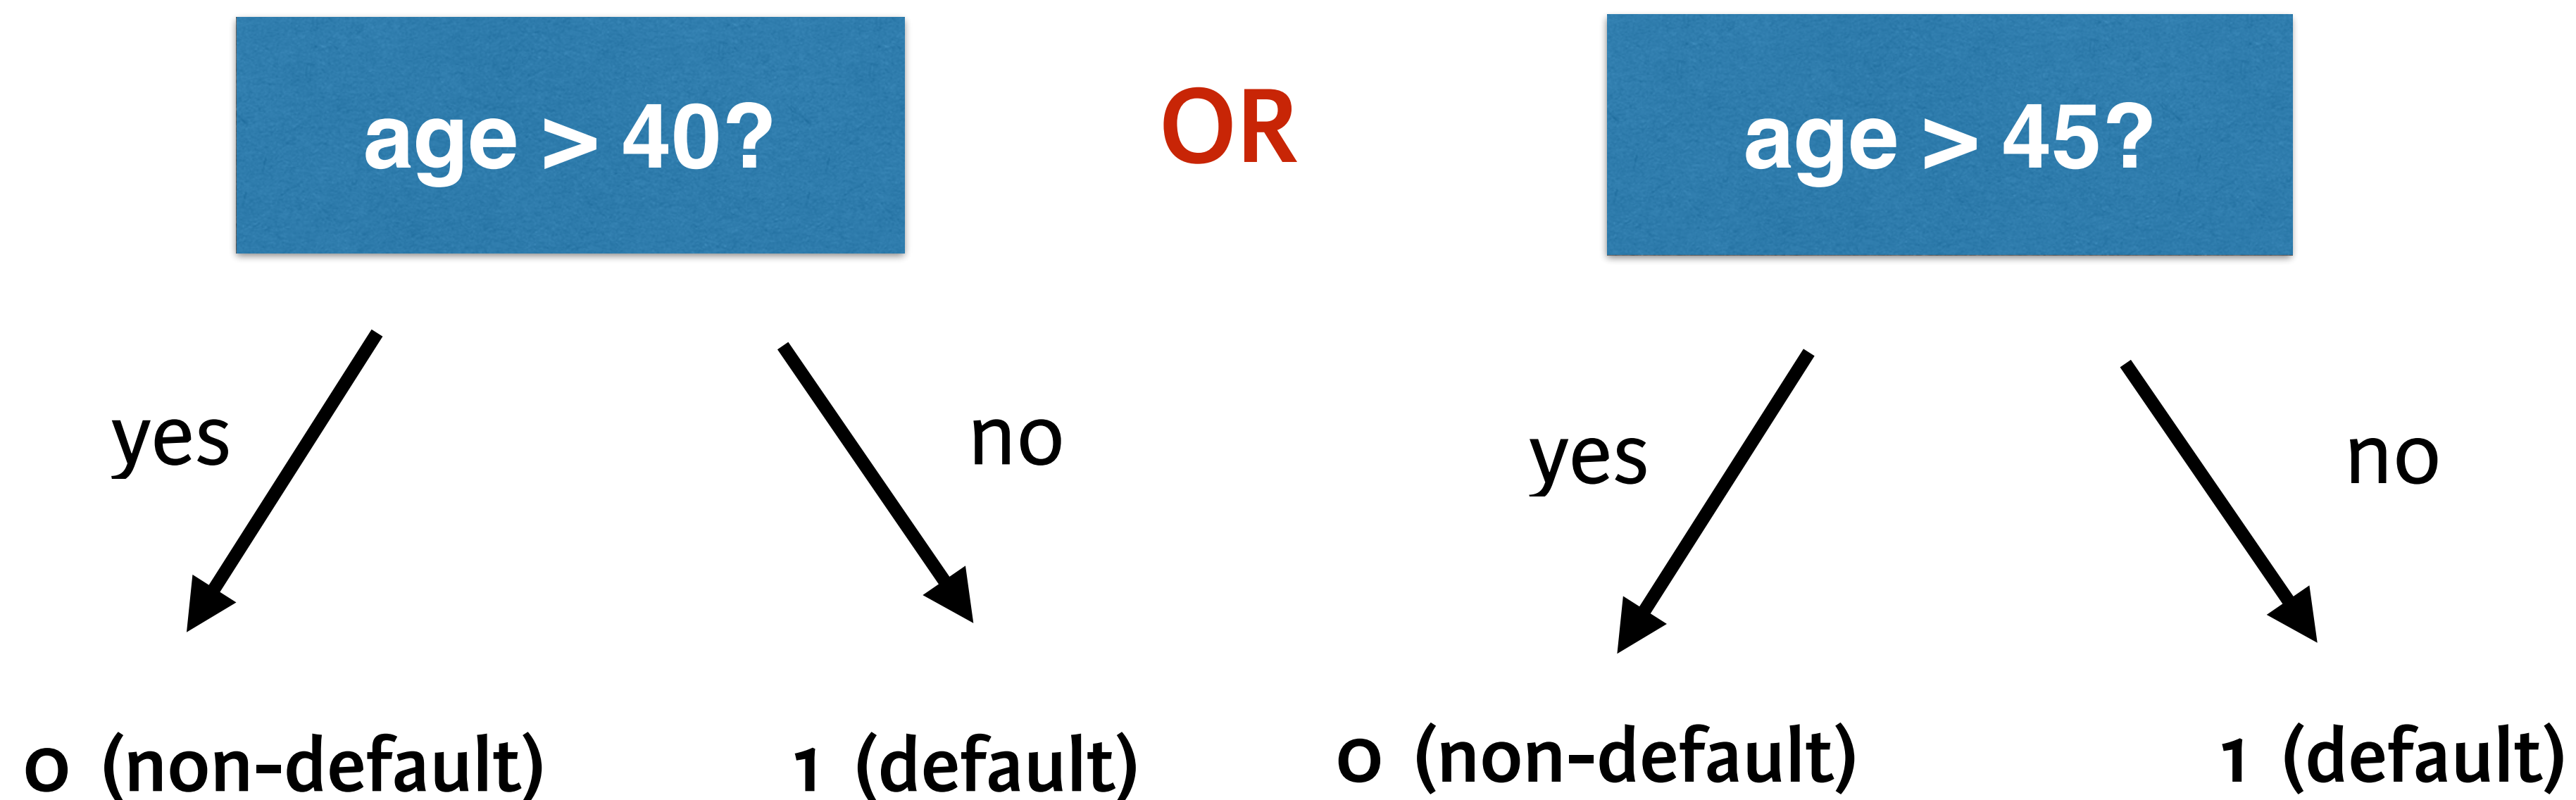 age > 40?
OR
age > 45?
yes
no
yes
no
0 (non-default)
1 (default)
0 (non-default)
1 (default)